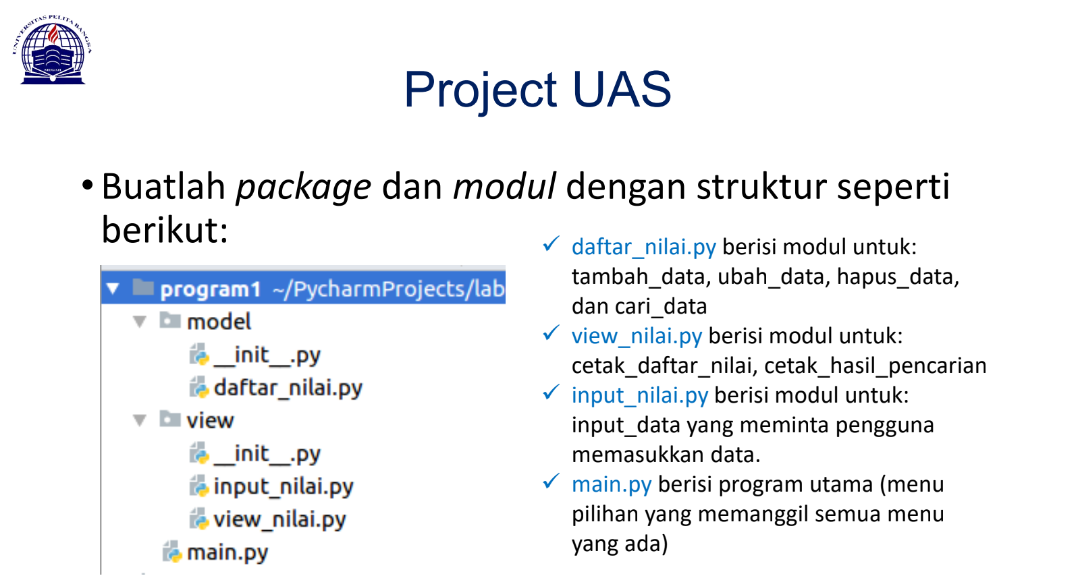 UNIVERSITAS PELITA BANGSA
Project UAS
• Buatlah package dan modul dengan struktur seperti
berikut:
program1 ~/PycharmProjects/lab
model
__init__.py
daftar_nilai.py
view
__init__.py
input_nilai.py
view_nilai.py
main.py
✓ daftar_nilai.py berisi modul untuk:
tambah_data, ubah_data, hapus_data,
dan cari_data
✓ view_nilai.py berisi modul untuk:
cetak_daftar_nilai, cetak_hasil_pencarian
✓ input_nilai.py berisi modul untuk:
input_data yang meminta pengguna
memasukkan data.
✓ main.py berisi program utama (menu
pilihan yang memanggil semua menu
yang ada)